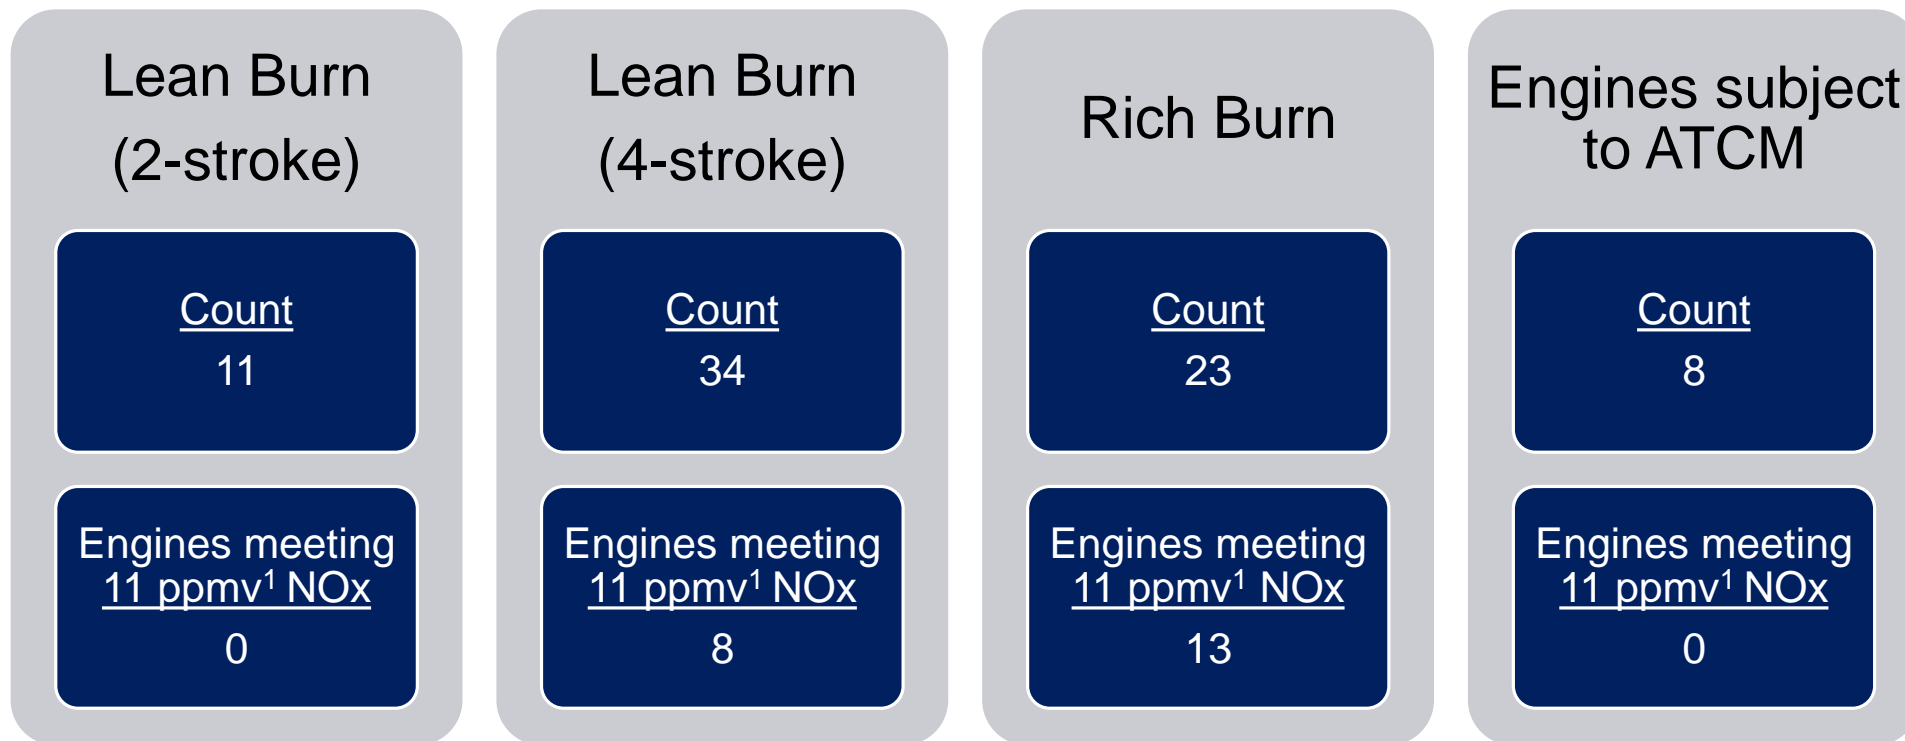 Lean Burn
(2-stroke)
Count
11
Engines meeting
11 ppmv¹ NOx
0
Lean Burn
(4-stroke)
Count
34
Engines meeting
11 ppmv¹ NOx
8
Rich Burn
Count
23
Engines meeting
11 ppmv¹ NOx
13
Engines subject
to ATCM
Count
8
Engines meeting
11 ppmv¹ NOx
0